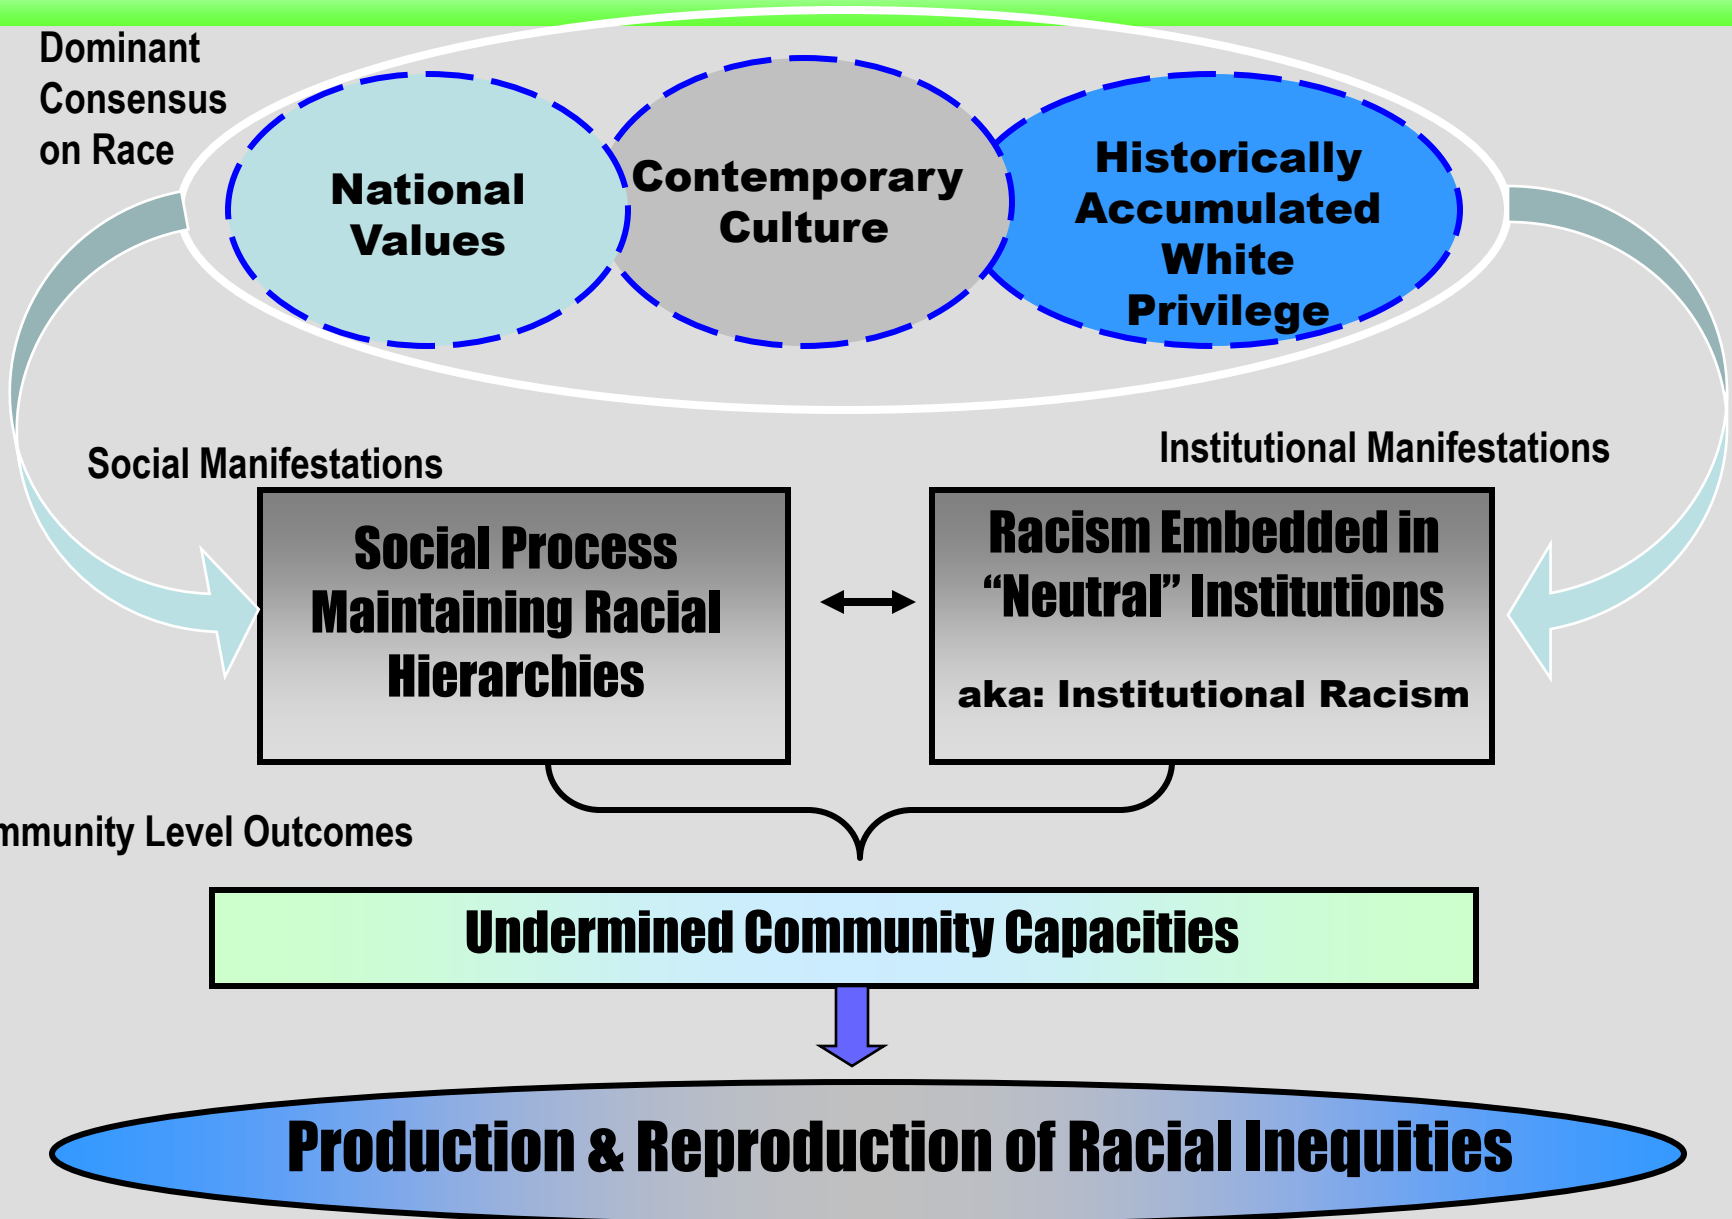 Dominant
Consensus
on Race
National
Values
Contemporary
Culture
Historically
Accumulated
White
Privilege
Social Manifestations
Institutional Manifestations
Social Process
Maintaining Racial
Hierarchies
Racism Embedded in
“Neutral” Institutions
aka: Institutional Racism
mmunity Level Outcomes
Undermined Community Capacities
Production & Reproduction of Racial Inequities